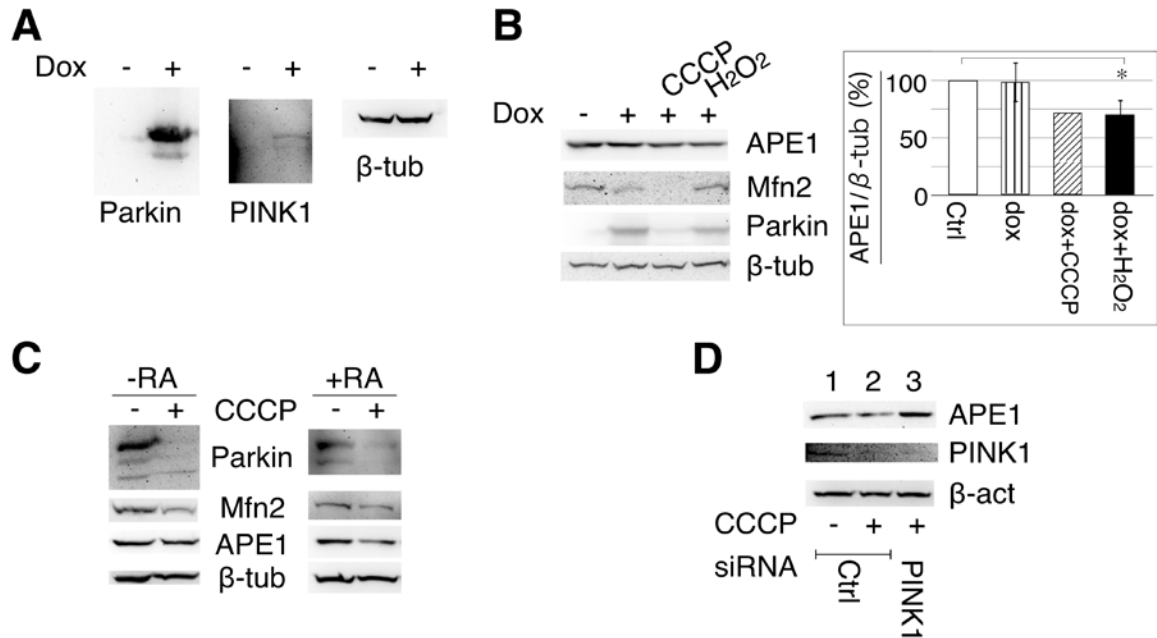 A
Dox - + - + - +
Parkin
PINK1
β-tub
B
CCCP
H2O2
Dox - + + +
APE1
Mfn2
Parkin
β-tub
APE1/β-tub (%)
100
50
0
*
Ctrl
dox
dox+CCCP
dox+H2O2
C
-RA
+RA
- + CCCP - +
Parkin
Mfn2
APE1
β-tub
D
1 2 3
APE1
PINK1
β-act
CCCP - + +
siRNA
Ctrl
PINK1